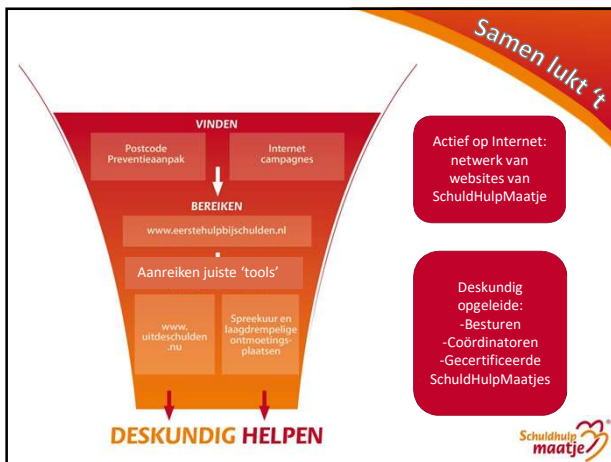 Samen lukt ‘t
VINDEN
Postcode
Preventieaanpak
Internet
campagnes
BEREIKEN
www.eerstehulpbijschulden.nl
Aanreiken juiste ‘tools’
www.
uitdeschulden
.nu
Spreekuur en
laagdrempelige
ontmoetings-
plaatsen
DESKUNDIG HELPEN
Actief op Internet:
netwerk van
websites van
SchuldHulpMaatje
Deskundig
opgeleide:
-Besturen
-Coördinatoren
-Gecertificeerde
SchuldHulpMaatjes
Schuldhulp
maatje®